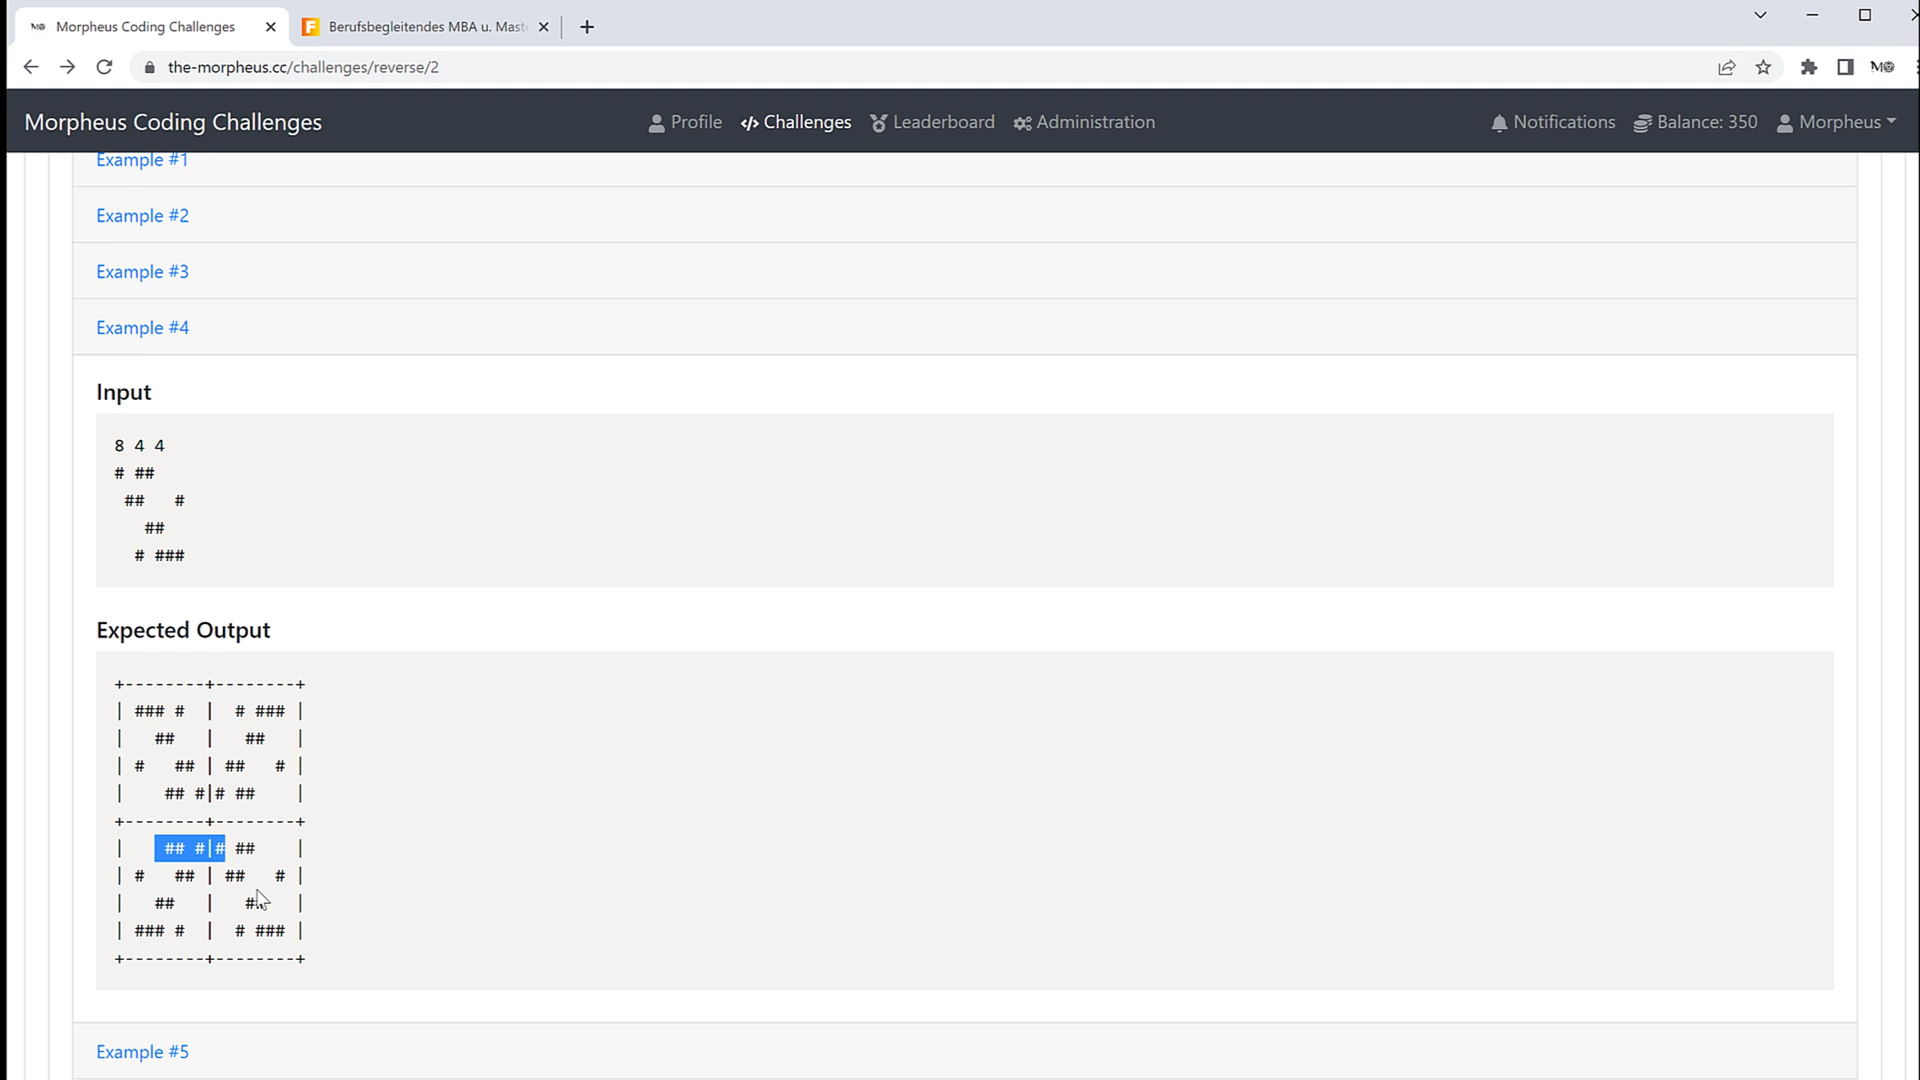 Morpheus Coding Challenges
Berufsbegleitendes MBA u. Mast
the-morpheus.cc/challenges/reverse/2
Morpheus Coding Challenges Profile Challenges Leaderboard Administration Notifications Balance: 350 Morpheus
Example #1
Example #2
Example #3
Example #4
Input
8 4 4
# ##
 ##   #
   ##
  # ###
Expected Output
+--------+--------+
| ### #  |  # ### |
|   ##   |   ##   |
| #   ## | ##   # |
|    ## #|# ##    |
+--------+--------+
|    ## #|# ##    |
| #   ## | ##   # |
|   ##   |   ##   |
| ### #  |  # ### |
+--------+--------+
Example #5